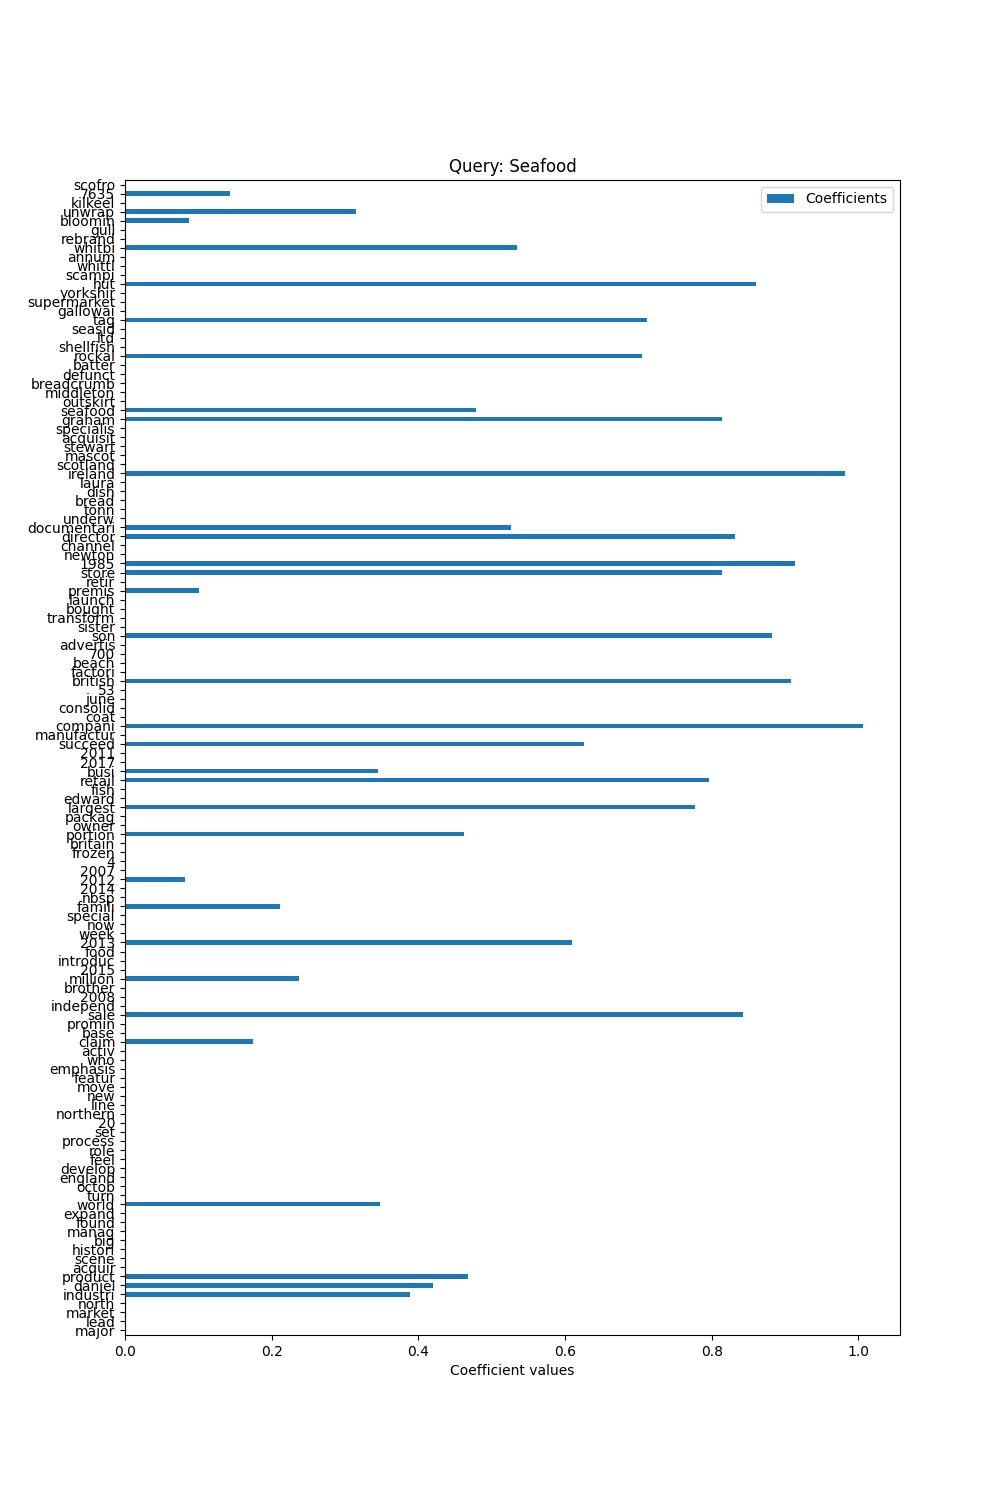 Query: Seafood
Coefficients
scofro
7635
kilkeel
unwrap
bloomin
gull
rebrand
whitbi
annum
whittl
scampi
hut
yorkshir
supermarket
gallowai
tag
seasid
ltd
shellfish
rockal
batter
defunct
breadcrumb
middleton
outskirt
seafood
graham
specialis
acquisit
stewart
mascot
scotland
ireland
laura
dish
bread
tonn
underw
documentari
director
channel
newton
1985
store
retir
premis
launch
bought
transform
sister
son
advertis
700
beach
factori
british
53
june
consolid
coat
compani
manufactur
succeed
2011
2017
busi
retail
fish
edward
largest
packag
owner
portion
britain
frozen
4
2007
2012
2014
nbsp
famili
special
now
week
2013
food
introduc
2015
million
brother
2008
independ
sale
promin
base
claim
activ
who
emphasis
featur
move
new
line
northern
20
set
process
role
feel
develop
england
octob
turn
world
expand
found
manag
big
histori
scene
acquir
product
daniel
industri
north
market
lead
major
0.0 0.2 0.4 0.6 0.8 1.0
Coefficient values